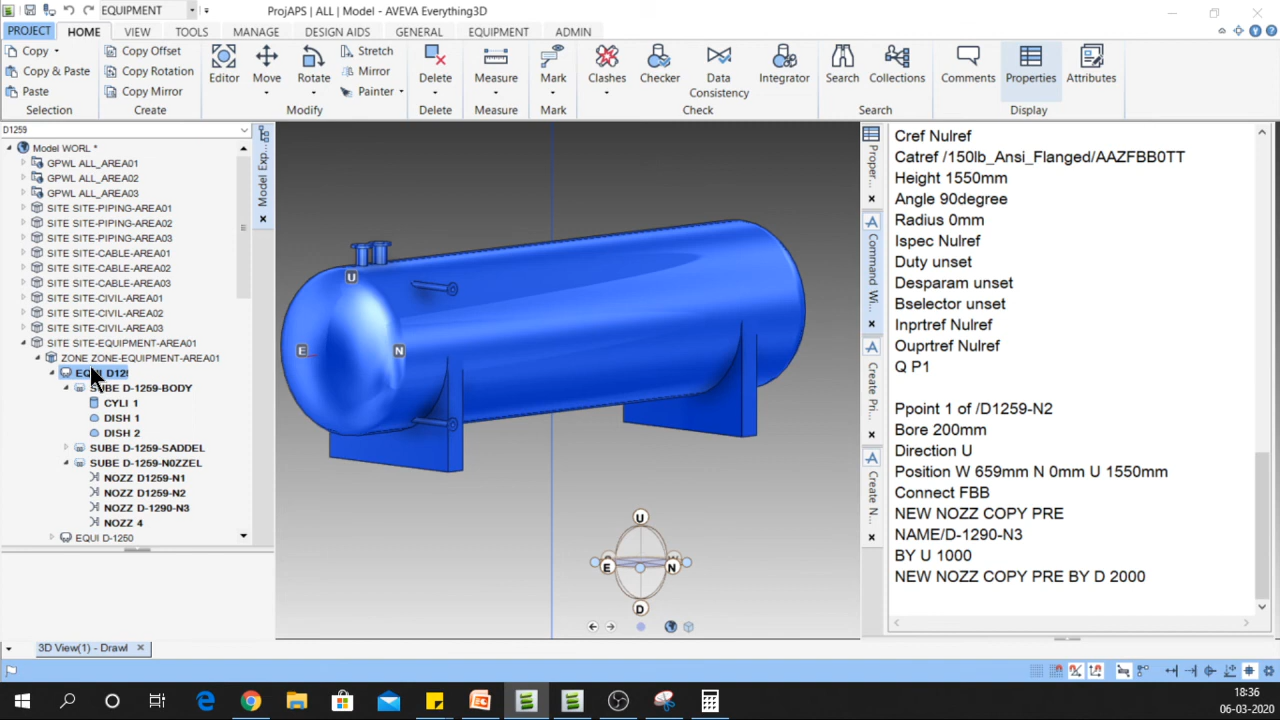 EQUIPMENT
ProjAPS | ALL | Model - AVEVA Everything3D
PROJECT HOME VIEW TOOLS MANAGE DESIGN AIDS GENERAL EQUIPMENT ADMIN
Copy Copy Offset Stretch
Copy & Paste Copy Rotation Mirror
Paste Copy Mirror Painter
Editor Move Rotate Delete Measure Mark Clashes Checker Data Consistency Integrator Search Collections Comments Properties Attributes
Selection Create Modify Delete Measure Mark Check Search Display
D1259
Model WORL *
GPWL ALL_AREA01
GPWL ALL_AREA02
GPWL ALL_AREA03
SITE SITE-PIPING-AREA01
SITE SITE-PIPING-AREA02
SITE SITE-PIPING-AREA03
SITE SITE-CABLE-AREA01
SITE SITE-CABLE-AREA02
SITE SITE-CABLE-AREA03
SITE SITE-CIVIL-AREA01
SITE SITE-CIVIL-AREA02
SITE SITE-CIVIL-AREA03
SITE SITE-EQUIPMENT-AREA01
ZONE ZONE-EQUIPMENT-AREA01
SUBE D-1259-BODY
CYLI 1
DISH 1
DISH 2
SUBE D-1259-SADDEL
SUBE D-1259-N0ZZEL
NOZZ D1259-N1
NOZZ D1259-N2
NOZZ D-1290-N3
NOZZ 4
EQUI D-1250
Model Exp...
U
E
N
U
E
N
D
3D View(1) - Drawl
Proper...
Command Wi...
Create Pri...
Create N...
Cref Nulref
Catref /150lb_Ansi_Flanged/AAZFBB0TT
Height 1550mm
Angle 90degree
Radius 0mm
Ispec Nulref
Duty unset
Desparam unset
Bselector unset
Inprtref Nulref
Ouprtref Nulref
Q P1
Ppoint 1 of /D1259-N2
Bore 200mm
Direction U
Position W 659mm N 0mm U 1550mm
Connect FBB
NEW NOZZ COPY PRE
NAME/D-1290-N3
BY U 1000
NEW NOZZ COPY PRE BY D 2000
18:36
06-03-2020